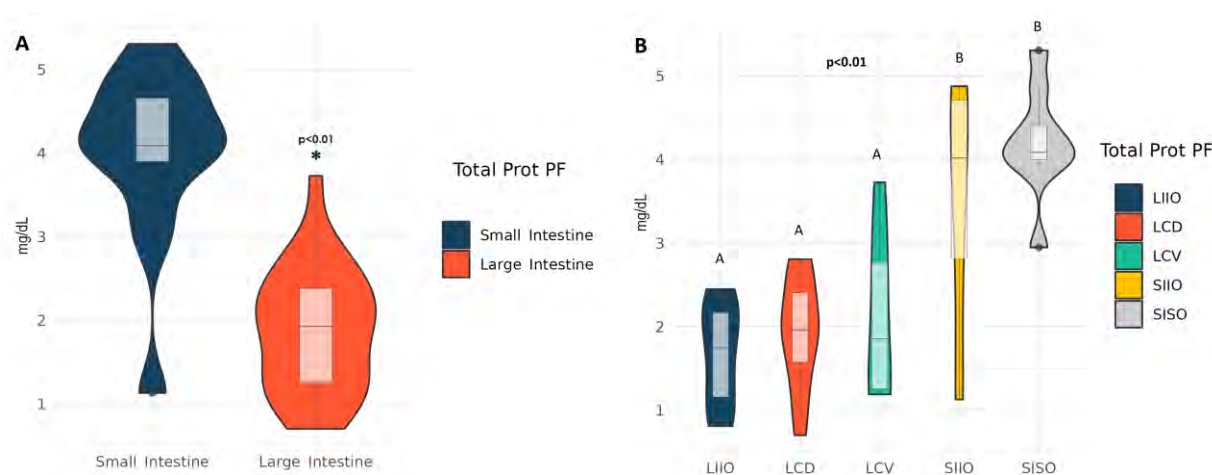 A
5
4
3
2
1
mg/dL
p<0.01
*
Small Intestine
Large Intestine
Total Prot PF
Small Intestine
Large Intestine
B
5
4
3
2
1
mg/dL
p<0.01
A
A
A
B
B
LIIO
LCD
LCV
SIIO
SISO
Total Prot PF
LIIO
LCD
LCV
SIIO
SISO